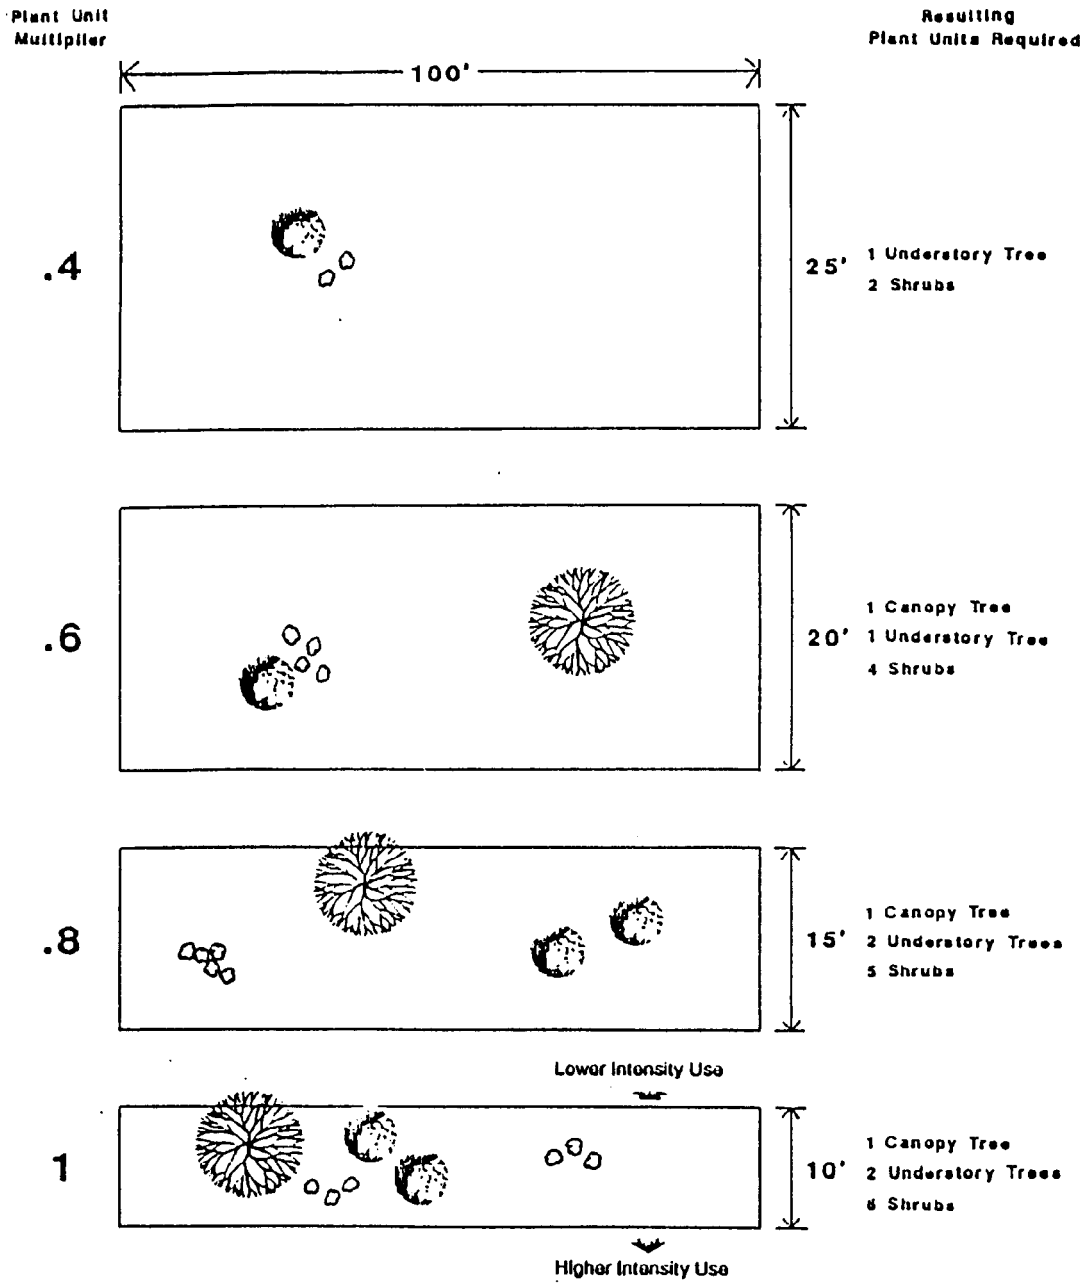 Plant Unit
Multiplier
Resulting
Plant Units Required
100'
.4
25'
1 Understory Tree
2 Shrubs
.6
20'
1 Canopy Tree
1 Understory Tree
4 Shrubs
.8
15'
1 Canopy Tree
2 Understory Trees
5 Shrubs
Lower Intensity Use
1
10'
1 Canopy Tree
2 Understory Trees
6 Shrubs
Higher Intensity Use